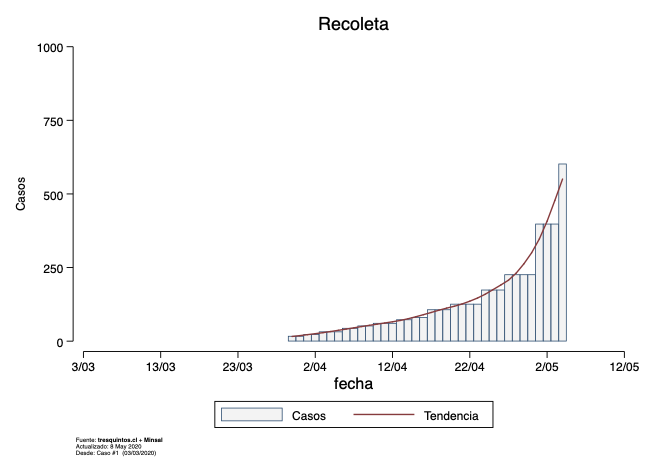 Recoleta
1000
750
500
250
0
Casos
3/03 13/03 23/03 2/04 12/04 22/04 2/05 12/05
fecha
Casos Tendencia
Fuente: tresquintos.cl + Minsal
Actualizado: 8 May 2020
Desde: Caso #1 (03/03/2020)